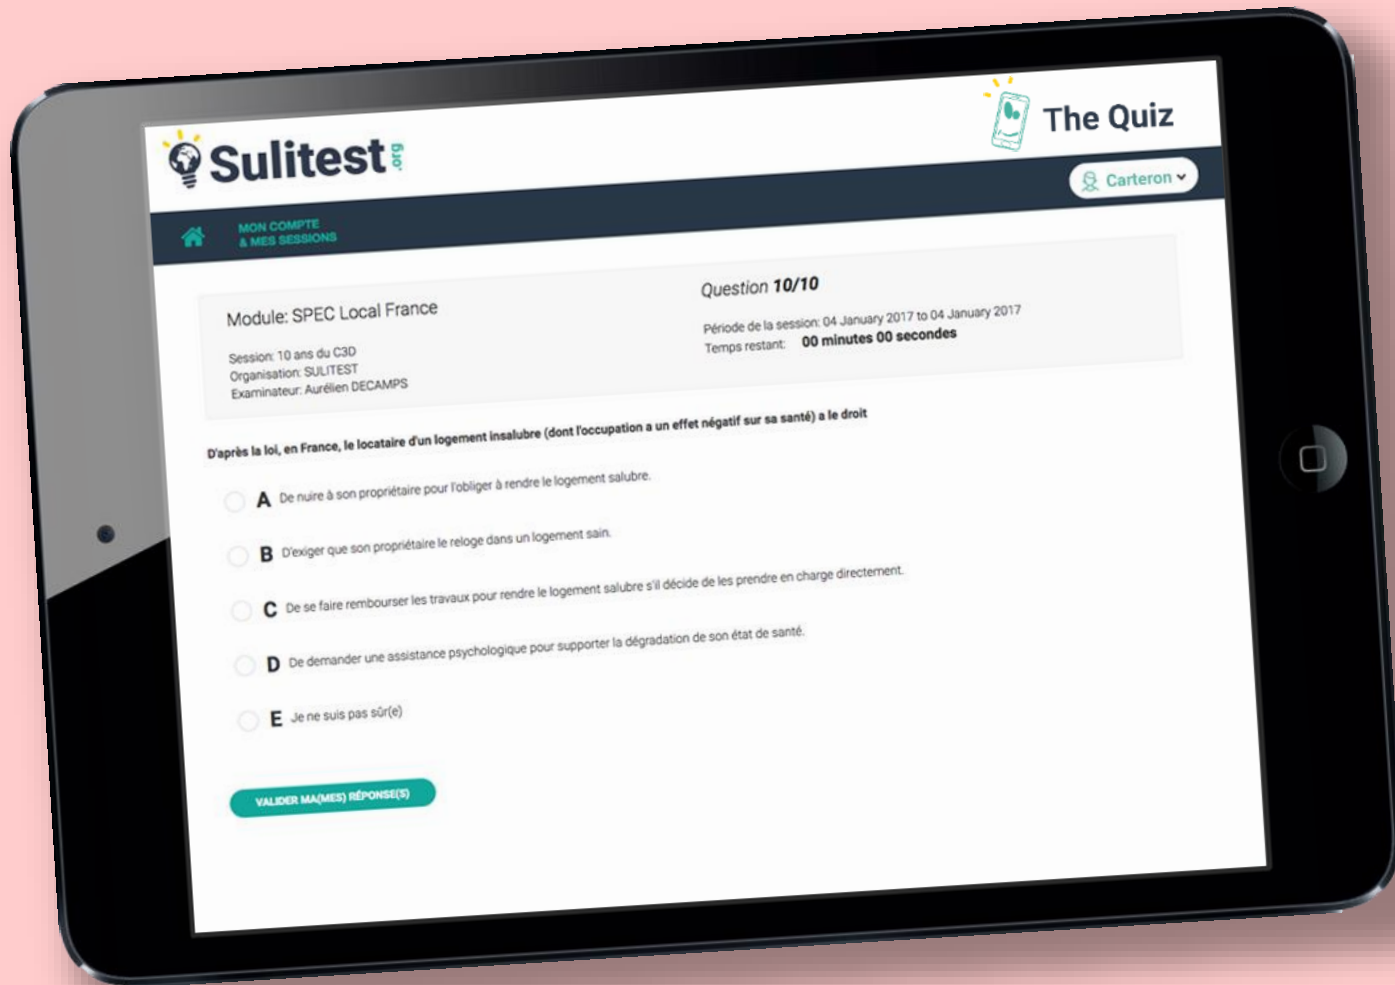 Sulitest.org
The Quiz
MON COMPTE
& MES SESSIONS
Carteron
Module: SPEC Local France
Session: 10 ans du C3D
Organisation: SULITEST
Examinateur: Aurélien DECAMPS
Question 10/10
Période de la session: 04 January 2017 to 04 January 2017
Temps restant: 00 minutes 00 secondes
D'après la loi, en France, le locataire d'un logement insalubre (dont l'occupation a un effet négatif sur sa santé) a le droit
A De nuire à son propriétaire pour l'obliger à rendre le logement salubre.
B D'exiger que son propriétaire le reloge dans un logement sain.
C De se faire rembourser les travaux pour rendre le logement salubre s'il décide de les prendre en charge directement.
D De demander une assistance psychologique pour supporter la dégradation de son état de santé.
E Je ne suis pas sûr(e)
VALIDER MA(MES) RÉPONSE(S)